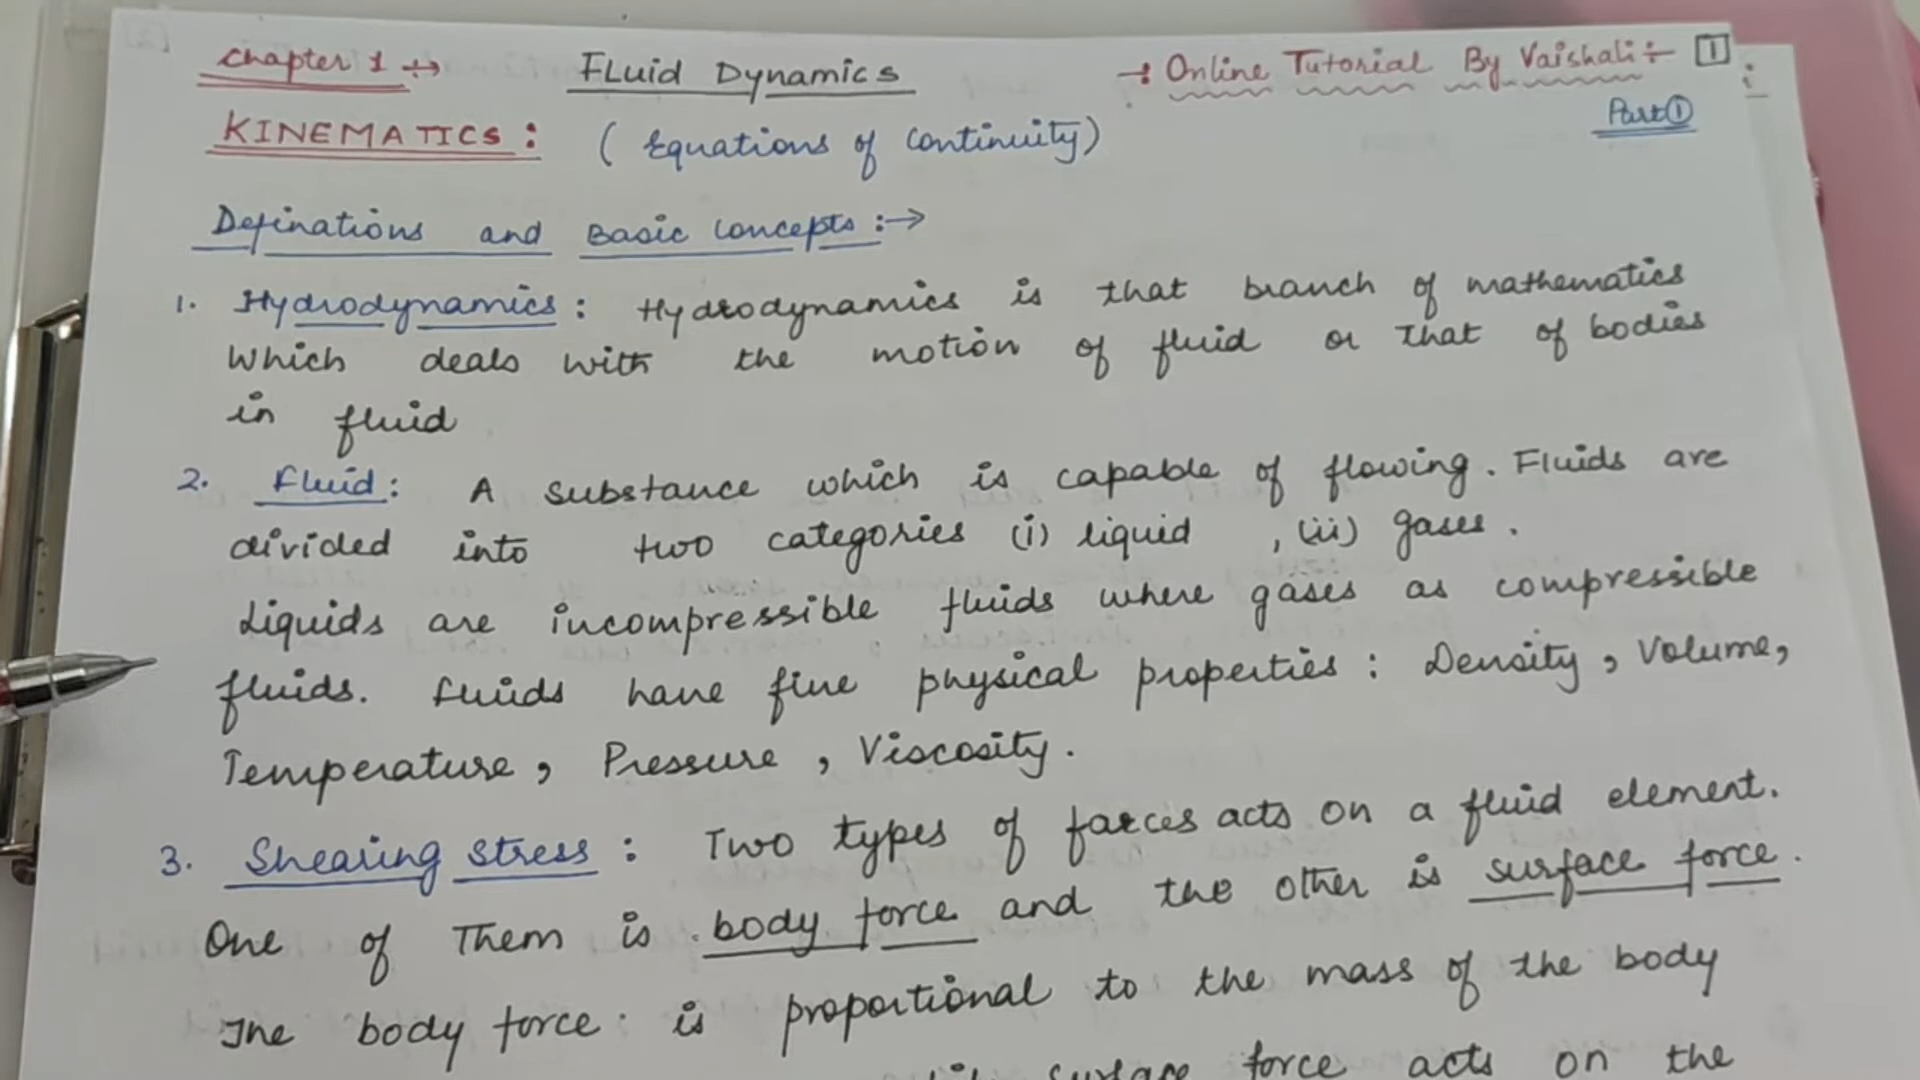 Chapter 1 :→ Fluid Dynamics → Online Tutorial By Vaishali :- 1
KINEMATICS : ( Equations of Continuity) Part ①
Definations and Basic concepts :→
1. Hydrodynamics : Hydrodynamics is that branch of mathematics
which deals with the motion of fluid or that of bodies
in fluid
2. Fluid : A substance which is capable of flowing. Fluids are
divided into two categories (i) liquid , (ii) gases .
Liquids are incompressible fluids where gases as compressible
fluids. Fluids have five physical properties : Density , Volume,
Temperature , Pressure , Viscosity .
3. Shearing stress : Two types of forces acts on a fluid element.
One of Them is body force and the other is surface force .
The body force : is proportional to the mass of the body
surface force acts on the